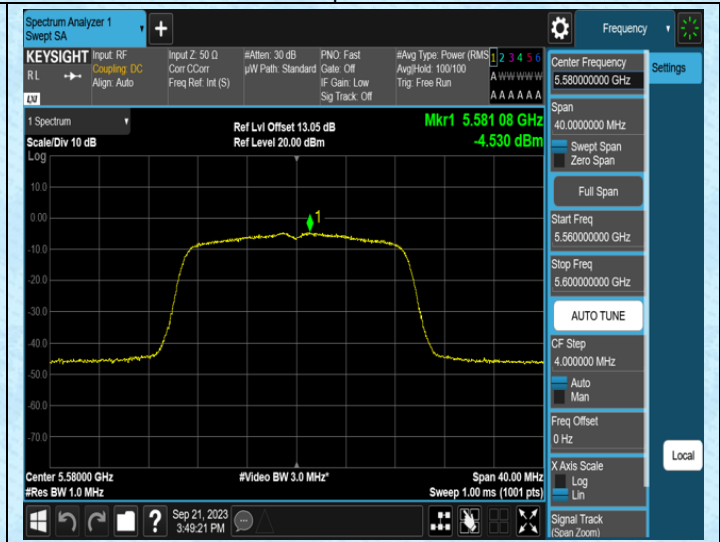 Spectrum Analyzer 1
Swept SA
Frequency
KEYSIGHT
RL
LXI
Input: RF
Coupling: DC
Align: Auto
Input Z: 50 Ω
Corr CCorr
Freq Ref: Int (S)
#Atten: 30 dB
µW Path: Standard
PNO: Fast
Gate: Off
IF Gain: Low
Sig Track: Off
#Avg Type: Power (RMS
Avg|Hold: 100/100
Trig: Free Run
1 2 3 4 5 6
A W W W W W
A A A A A A
1 Spectrum
Scale/Div 10 dB
Log
Ref Lvl Offset 13.05 dB
Ref Level 20.00 dBm
Mkr1 5.581 08 GHz
-4.530 dBm
10.0
0.00
-10.0
-20.0
-30.0
-40.0
-50.0
-60.0
-70.0
1
Center 5.58000 GHz
#Res BW 1.0 MHz
#Video BW 3.0 MHz*
Span 40.00 MHz
Sweep 1.00 ms (1001 pts)
Center Frequency
5.580000000 GHz
Span
40.0000000 MHz
Swept Span
Zero Span
Full Span
Start Freq
5.560000000 GHz
Stop Freq
5.600000000 GHz
AUTO TUNE
CF Step
4.000000 MHz
Auto
Man
Freq Offset
0 Hz
X Axis Scale
Log
Lin
Signal Track
(Span Zoom)
Settings
Local
?
Sep 21, 2023
3:49:21 PM